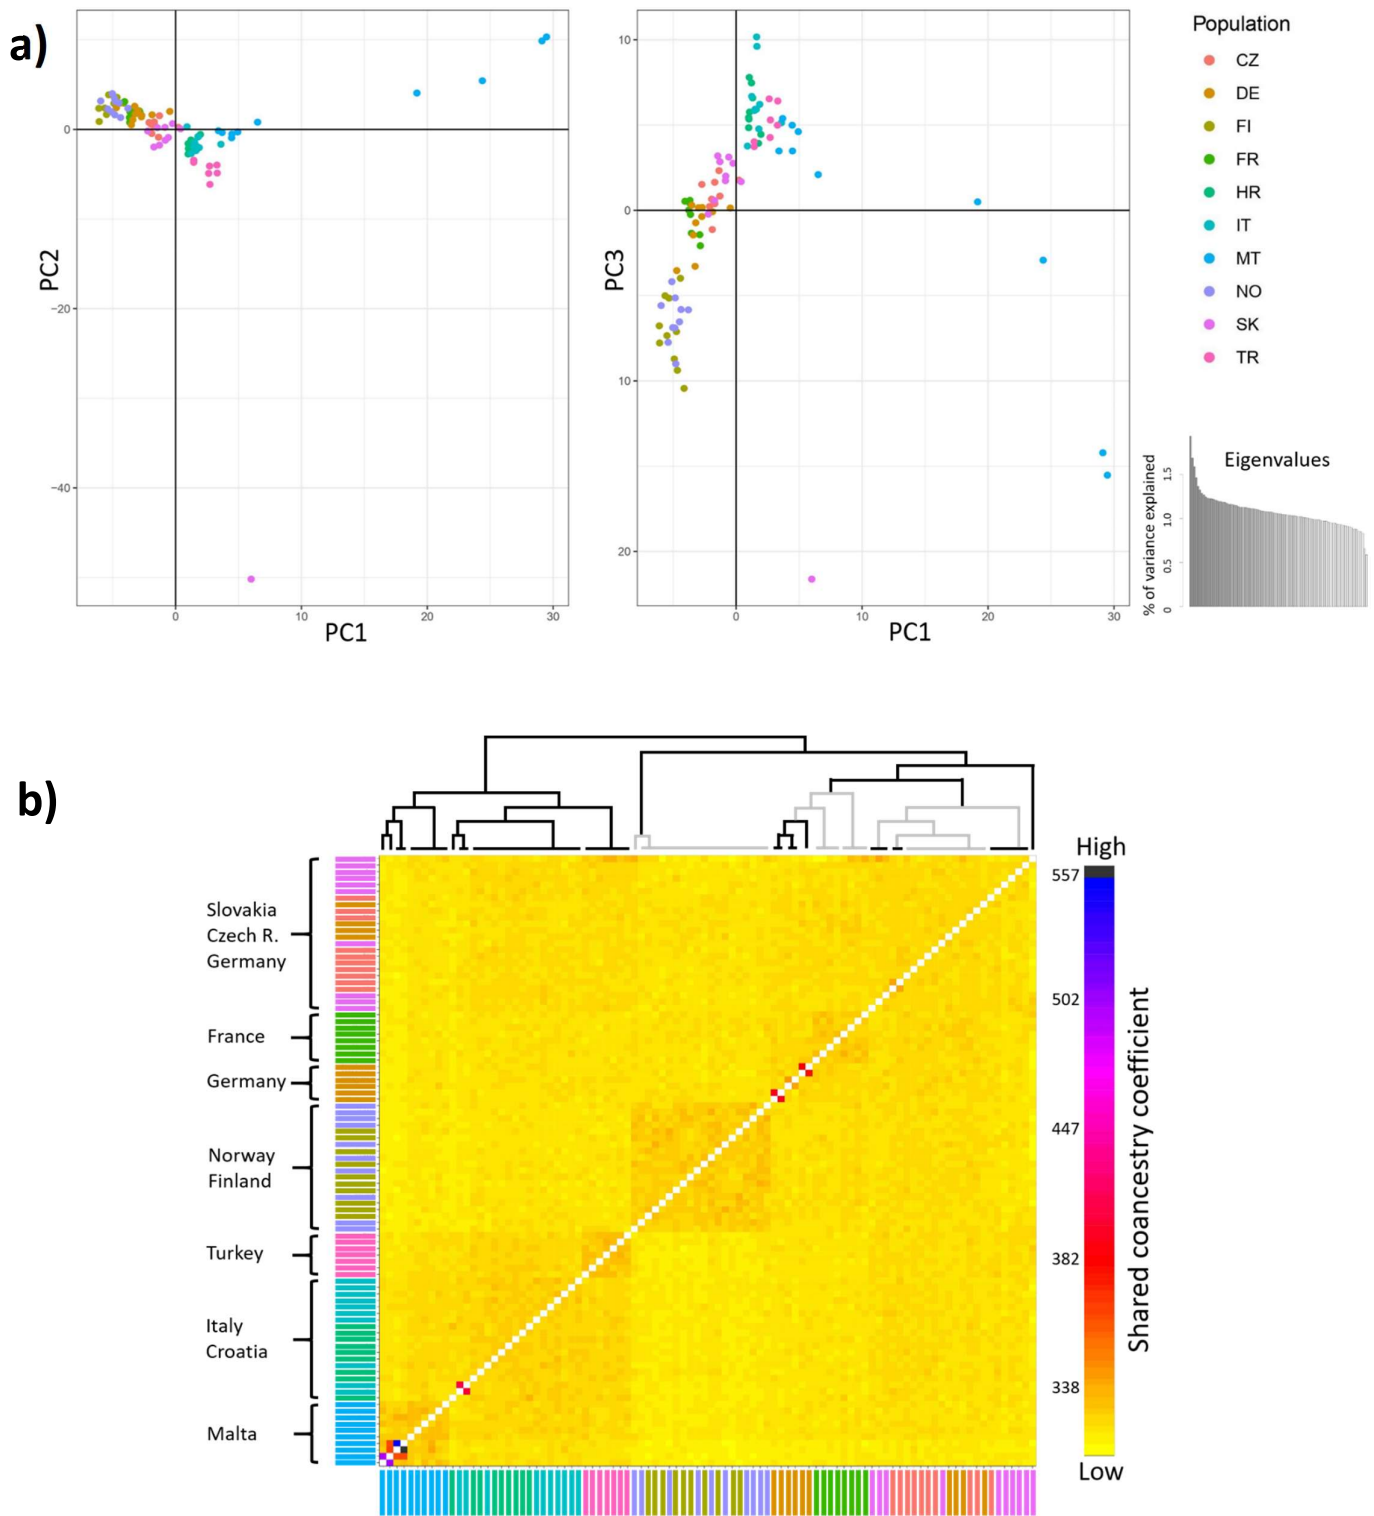 a)
0
−20
−40
PC2
0
10
20
30
PC1
10
0
10
20
PC3
0
10
20
30
PC1
Population
CZ
DE
FI
FR
HR
IT
MT
NO
SK
TR
Eigenvalues
% of variance explained
1.5
1.0
0.5
0
b)
Slovakia
Czech R.
Germany
France
Germany
Norway
Finland
Turkey
Italy
Croatia
Malta
High
557
502
447
382
338
Low
Shared coancestry coefficient